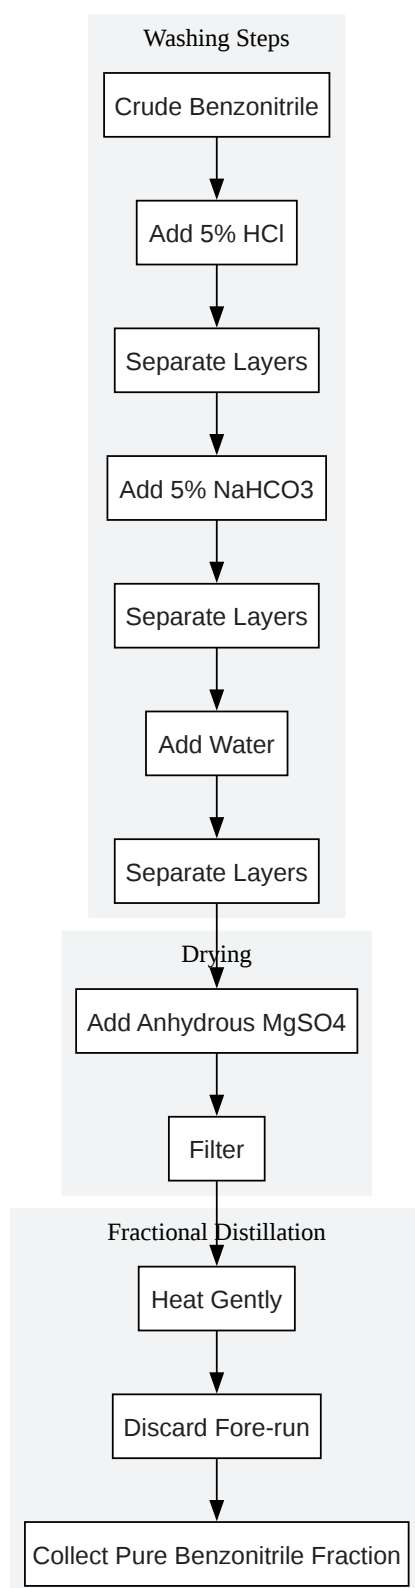 Washing Steps
Crude Benzonitrile
Add 5% HCl
Separate Layers
Add 5% NaHCO3
Separate Layers
Add Water
Separate Layers
Drying
Add Anhydrous MgSO4
Filter
Fractional Distillation
Heat Gently
Discard Fore-run
Collect Pure Benzonitrile Fraction